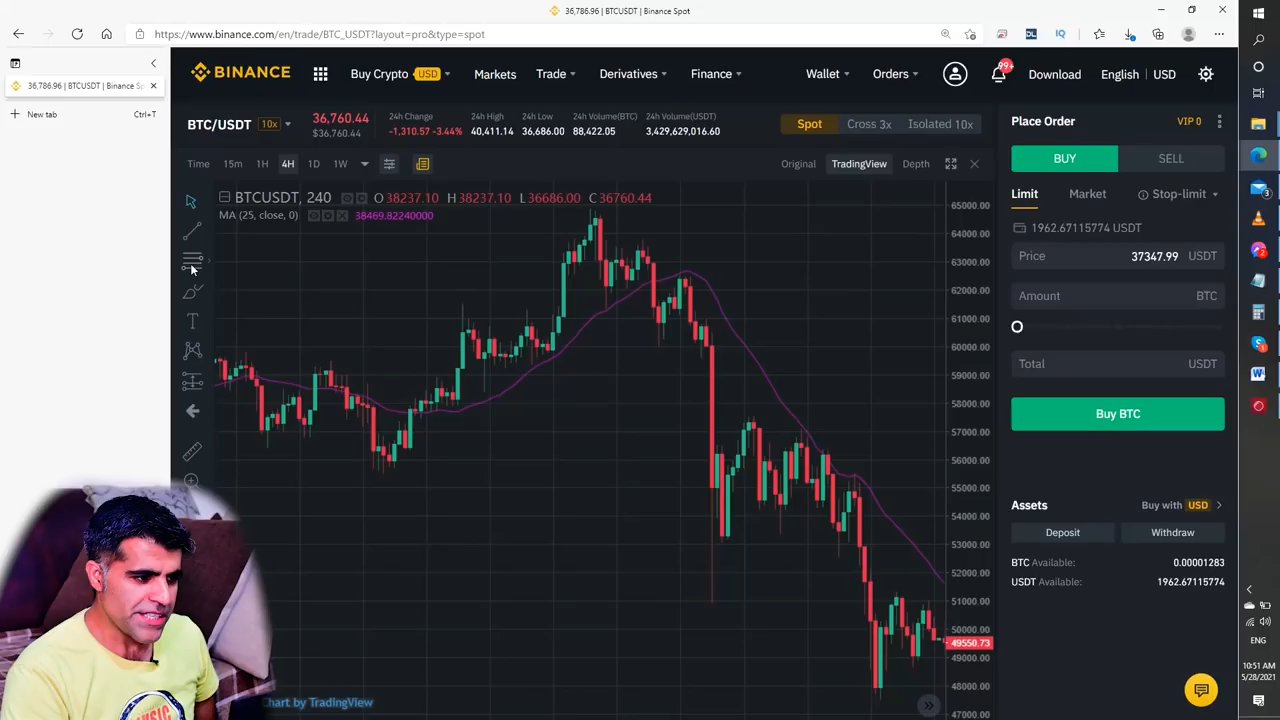 36,786.96 | BTCUSDT | Binance Spot
https://www.binance.com/en/trade/BTC_USDT?layout=pro&type=spot
IQ
36,786.96 | BTCUSDT | Binance Sp
New tab
Ctrl+T
BINANCE
Buy Crypto USD
Markets
Trade
Derivatives
Finance
Wallet
Orders
99+
Download
English | USD
BTC/USDT 10x
36,760.44
$36,760.44
24h Change
-1,310.57 -3.44%
24h High
40,411.14
24h Low
36,686.00
24h Volume(BTC)
88,422.05
24h Volume(USDT)
3,429,629,016.60
Spot
Cross 3x
Isolated 10x
Time 15m 1H 4H 1D 1W
Original TradingView Depth
BTCUSDT, 240 O 38237.10 H 38237.10 L 36686.00 C 36760.44
MA (25, close, 0) 38469.82240000
65000.00
64000.00
63000.00
62000.00
61000.00
60000.00
59000.00
58000.00
57000.00
56000.00
55000.00
54000.00
53000.00
52000.00
51000.00
50000.00
49550.73
49000.00
48000.00
47000.00
Chart by TradingView
Place Order
VIP 0
BUY
SELL
Limit
Market
Stop-limit
1962.67115774 USDT
Price 37347.99 USDT
Amount BTC
Total USDT
Buy BTC
Assets
Buy with USD
Deposit
Withdraw
BTC Available: 0.00001283
USDT Available: 1962.67115774
MUSIC
ENG
10:51 AM
5/28/2021